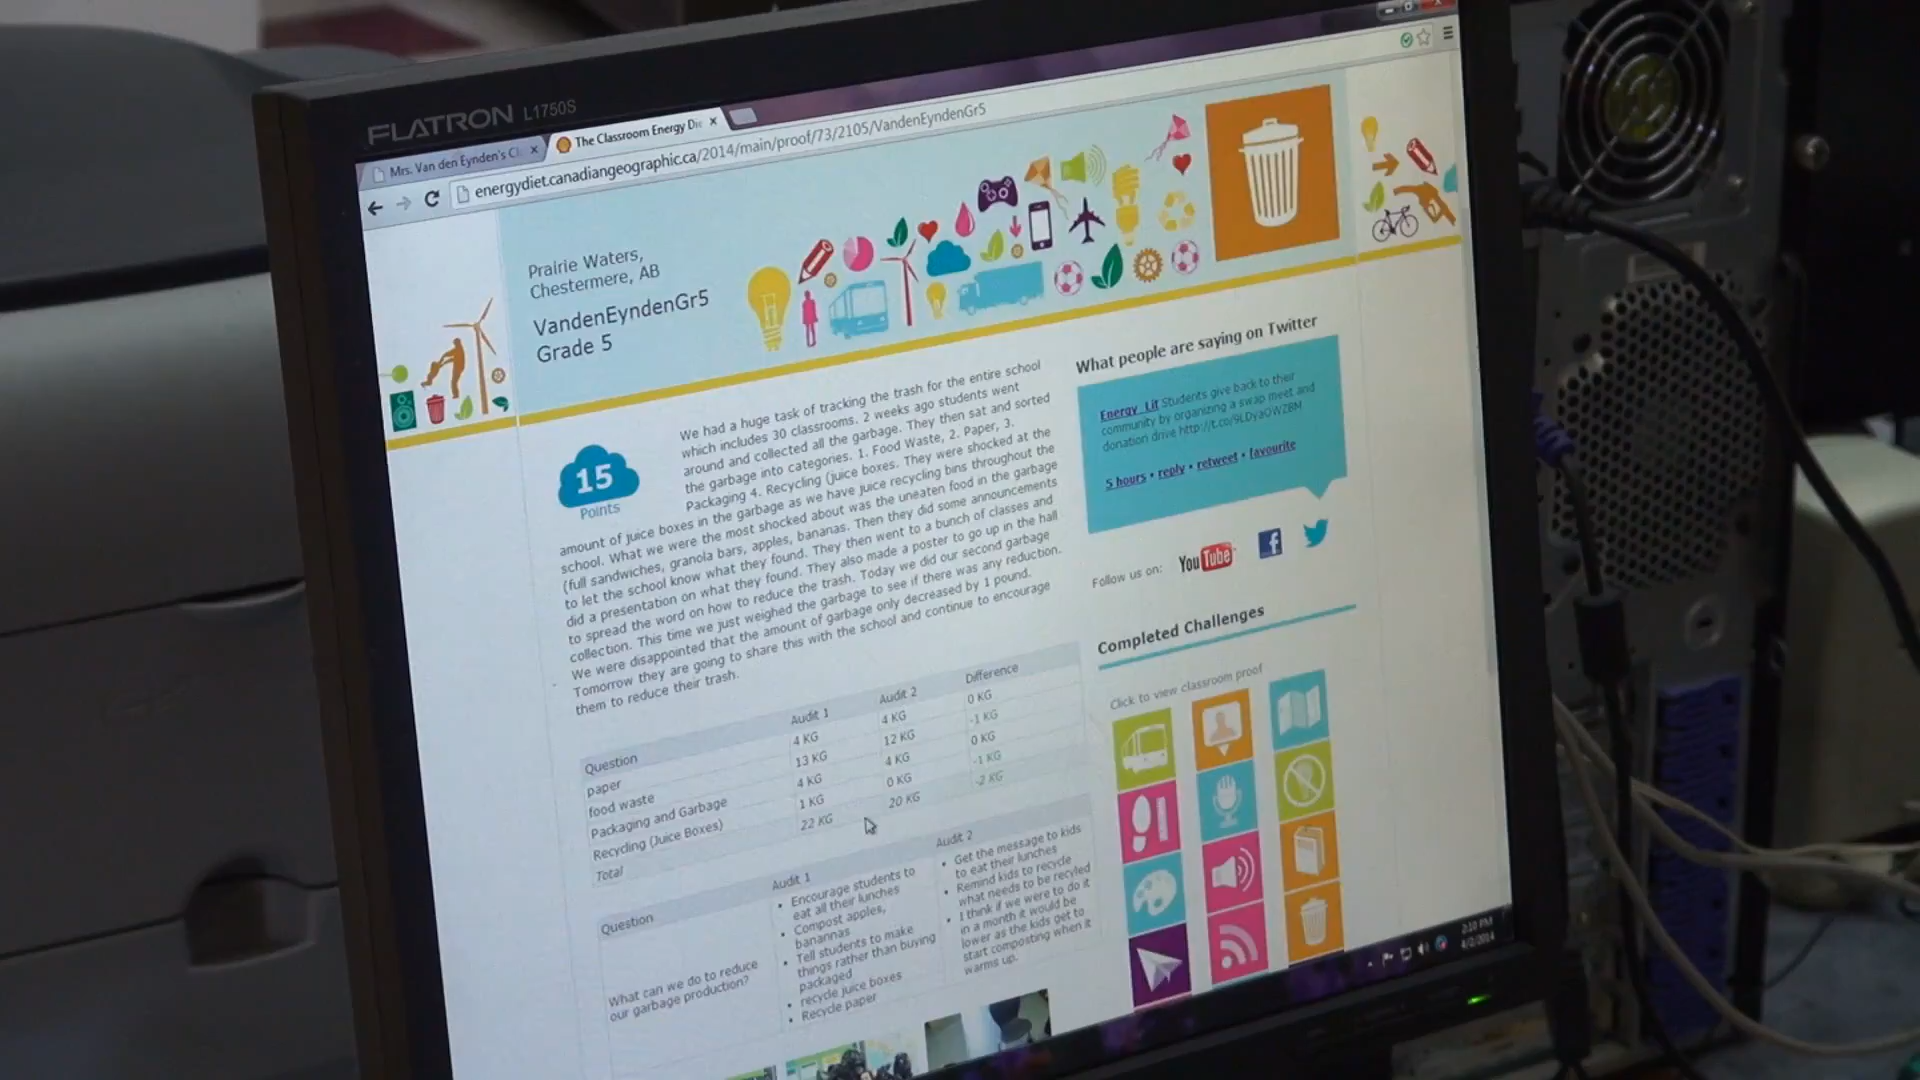 FLATRON L1750S
Mrs. Van den Eynden's Cl
The Classroom Energy Die
energydiet.canadiangeographic.ca/2014/main/proof/73/2105/VandenEyndenGr5
Prairie Waters,
Chestermere, AB
VandenEyndenGr5
Grade 5
15
Points
We had a huge task of tracking the trash for the entire school
which includes 30 classrooms. 2 weeks ago students went
around and collected all the garbage. They then sat and sorted
the garbage into categories. 1. Food Waste, 2. Paper, 3.
Packaging 4. Recycling (juice boxes. They were shocked at the
amount of juice boxes in the garbage as we have juice recycling bins throughout the
school. What we were the most shocked about was the uneaten food in the garbage
(full sandwiches, granola bars, apples, bananas. Then they did some announcements
to let the school know what they found. They then went to a bunch of classes and
did a presentation on what they found. They also made a poster to go up in the hall
to spread the word on how to reduce the trash. Today we did our second garbage
collection. This time we just weighed the garbage to see if there was any reduction.
We were disappointed that the amount of garbage only decreased by 1 pound.
Tomorrow they are going to share this with the school and continue to encourage
them to reduce their trash.
Question Audit 1 Audit 2 Difference
paper 4 KG 4 KG 0 KG
food waste 13 KG 12 KG -1 KG
Packaging and Garbage 4 KG 4 KG 0 KG
Recycling (Juice Boxes) 1 KG 0 KG -1 KG
Total 22 KG 20 KG -2 KG
Question Audit 1 Audit 2
What can we do to reduce
our garbage production?
• Encourage students to
eat all their lunches
• Compost apples,
banannas
• Tell students to make
things rather than buying
packaged
• recycle juice boxes
• Recycle paper
• Get the message to kids
to eat their lunches
• Remind kids to recycle
what needs to be recyled
• I think if we were to do it
in a month it would be
lower as the kids get to
start composting when it
warms up.
What people are saying on Twitter
Energy_Lit Students give back to their
community by organizing a swap meet and
donation drive http://t.co/9LDyaOWZBM
5 hours • reply • retweet • favourite
Follow us on: YouTube f
Completed Challenges
Click to view classroom proof
2:10 PM
4/2/2014